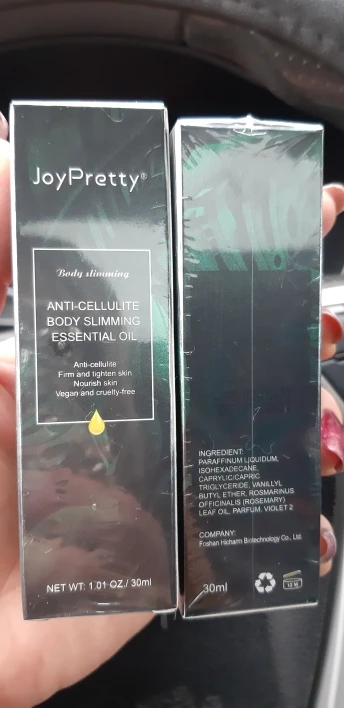 JoyPretty®
Body slimming
ANTI-CELLULITE
BODY SLIMMING
ESSENTIAL OIL
Anti-cellulite
Firm and tighten skin
Nourish skin
Vegan and cruelty-free
NET WT: 1.01 OZ./ 30ml
INGREDIENT:
PARAFFINUM LIQUIDUM,
ISOHEXADECANE,
CAPRYLIC/CAPRIC
TRIGLYCERIDE, VANILLYL
BUTYL ETHER, ROSMARINUS
OFFICINALIS (ROSEMARY)
LEAF OIL, PARFUM, VIOLET 2
COMPANY:
Foshan Hicharm Biotechnology Co., Ltd.
30ml
12 M